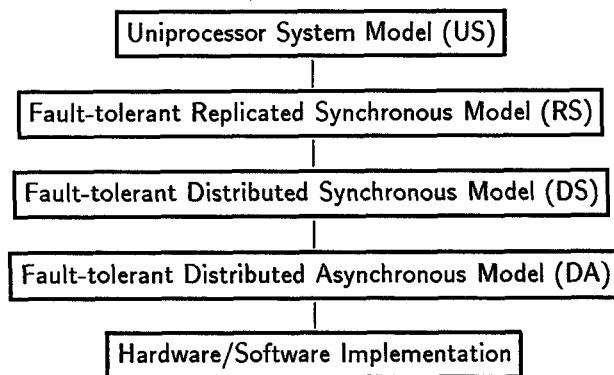 Uniprocessor System Model (US)
Fault-tolerant Replicated Synchronous Model (RS)
Fault-tolerant Distributed Synchronous Model (DS)
Fault-tolerant Distributed Asynchronous Model (DA)
Hardware/Software Implementation